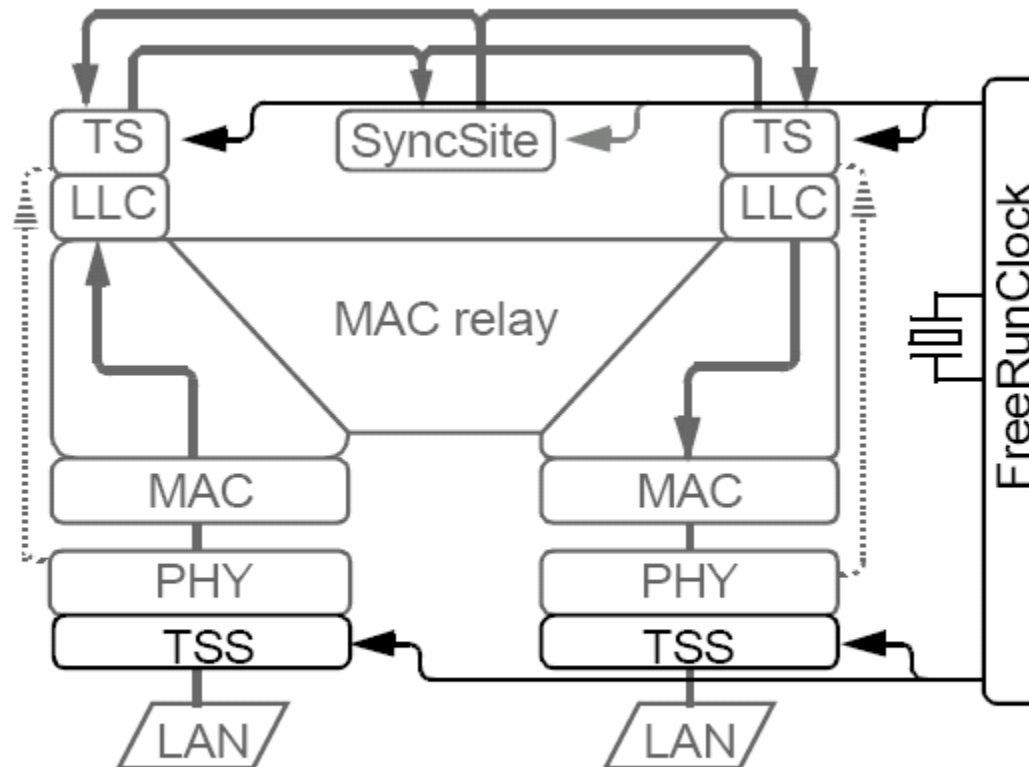 TS
SyncSite
TS
LLC
LLC
MAC relay
FreeRunClock
MAC
MAC
PHY
PHY
TSS
TSS
LAN
LAN